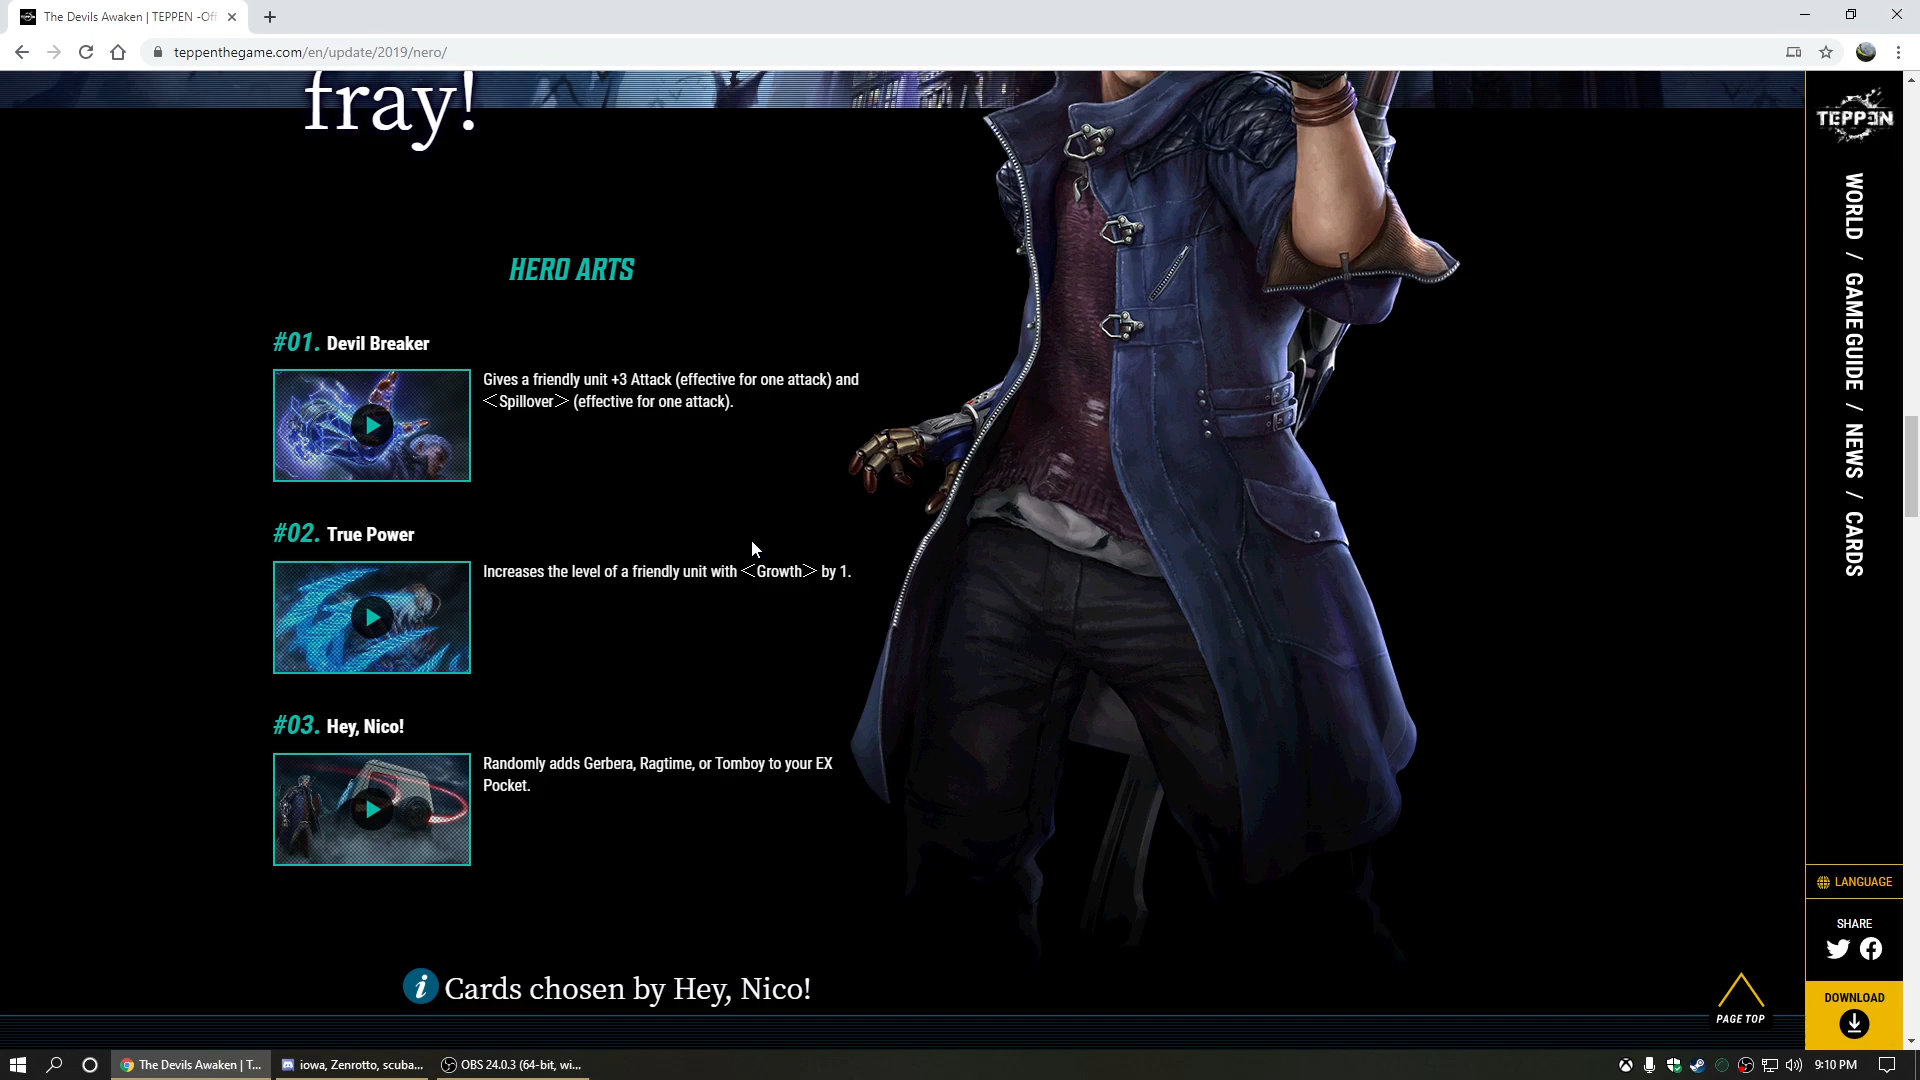 The Devils Awaken | TEPPEN -Off
teppenthegame.com/en/update/2019/nero/
fray!
TEPPEN
WORLD / GAME GUIDE / NEWS / CARDS
HERO ARTS
#01. Devil Breaker
Gives a friendly unit +3 Attack (effective for one attack) and
<Spillover> (effective for one attack).
#02. True Power
Increases the level of a friendly unit with <Growth> by 1.
#03. Hey, Nico!
Randomly adds Gerbera, Ragtime, or Tomboy to your EX
Pocket.
i Cards chosen by Hey, Nico!
LANGUAGE
SHARE
DOWNLOAD
PAGE TOP
The Devils Awaken | T...
iowa, Zenrotto, scuba...
OBS 24.0.3 (64-bit, wi...
9:10 PM